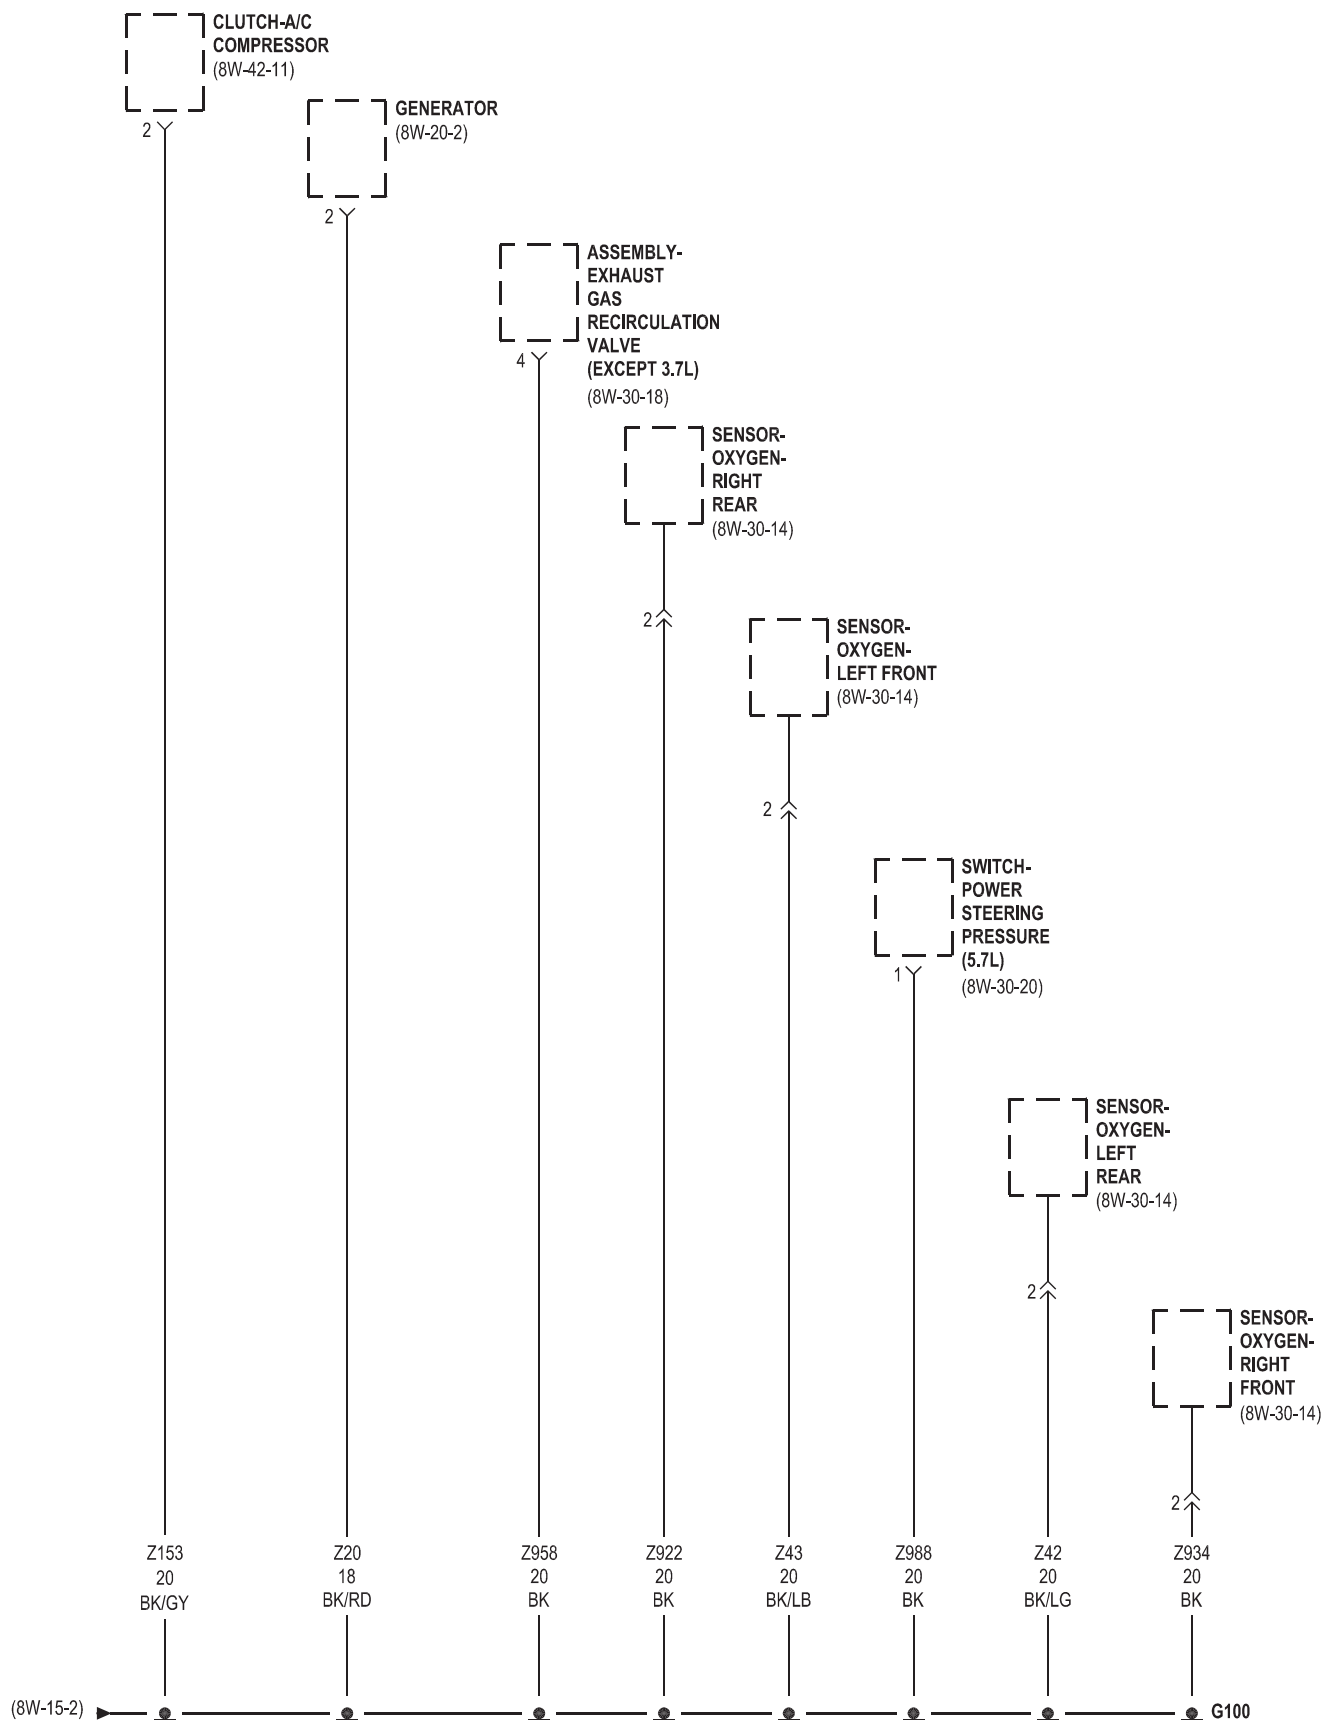 CLUTCH-A/C
COMPRESSOR
(8W-42-11)
2
GENERATOR
(8W-20-2)
2
ASSEMBLY-
EXHAUST
GAS
RECIRCULATION
VALVE
(EXCEPT 3.7L)
(8W-30-18)
4
SENSOR-
OXYGEN-
RIGHT
REAR
(8W-30-14)
2
SENSOR-
OXYGEN-
LEFT FRONT
(8W-30-14)
2
SWITCH-
POWER
STEERING
PRESSURE
(5.7L)
(8W-30-20)
1
SENSOR-
OXYGEN-
LEFT
REAR
(8W-30-14)
2
SENSOR-
OXYGEN-
RIGHT
FRONT
(8W-30-14)
2
Z153 Z20 Z958 Z922 Z43 Z988 Z42 Z934
20 18 20 20 20 20 20 20
BK/GY BK/RD BK BK BK/LB BK BK/LG BK
(8W-15-2) G100